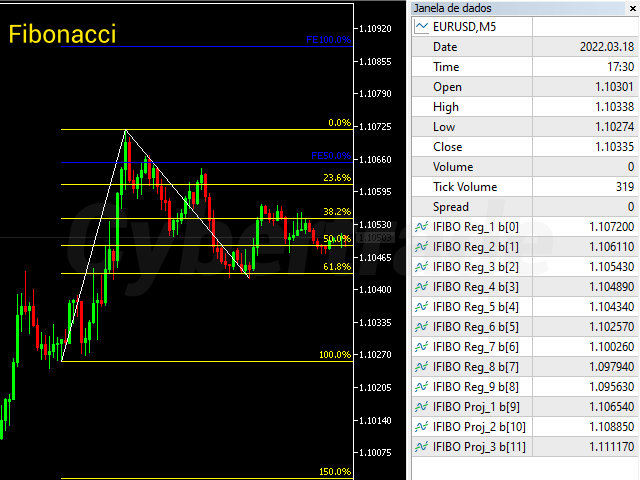 Fibonacci
FE100.0%
0.0%
FE50.0%
23.6%
38.2%
50.0%
61.8%
100.0%
150.0%
1.10920
1.10855
1.10790
1.10725
1.10660
1.10595
1.10530
1.10465
1.10400
1.10335
1.10270
1.10205
1.10140
1.10075
Janela de dados ×
EURUSD,M5
Date 2022.03.18
Time 17:30
Open 1.10301
High 1.10338
Low 1.10274
Close 1.10335
Volume 0
Tick Volume 319
Spread 0
IFIBO Reg_1 b[0] 1.107200
IFIBO Reg_2 b[1] 1.106110
IFIBO Reg_3 b[2] 1.105430
IFIBO Reg_4 b[3] 1.104890
IFIBO Reg_5 b[4] 1.104340
IFIBO Reg_6 b[5] 1.102570
IFIBO Reg_7 b[6] 1.100260
IFIBO Reg_8 b[7] 1.097940
IFIBO Reg_9 b[8] 1.095630
IFIBO Proj_1 b[9] 1.106540
IFIBO Proj_2 b[10] 1.108850
IFIBO Proj_3 b[11] 1.111170